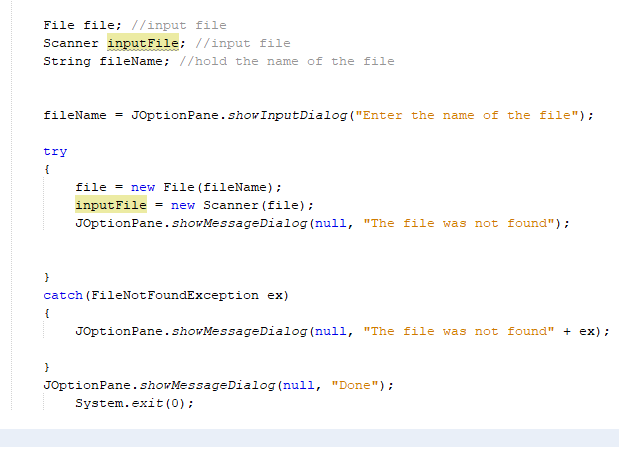 File file; //input file
Scanner inputFile; //input file
String fileName; //hold the name of the file
fileName = JOptionPane.showInputDialog("Enter the name of the file");
try
{
file = new File(fileName);
inputFile = new Scanner(file);
JOptionPane.showMessageDialog(null, "The file was not found");
}
catch(FileNotFoundException ex)
{
JOptionPane.showMessageDialog(null, "The file was not found" + ex);
}
JOptionPane.showMessageDialog(null, "Done");
System.exit(0);